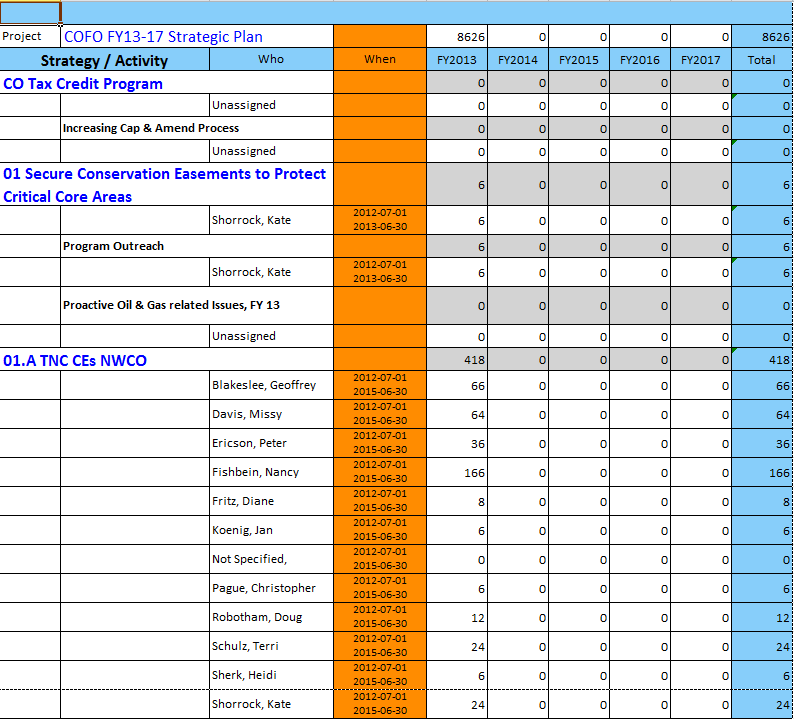 Project COFO FY13-17 Strategic Plan 8626 0 0 0 0 8626
Strategy / Activity Who When FY2013 FY2014 FY2015 FY2016 FY2017 Total
CO Tax Credit Program 0 0 0 0 0 0
Unassigned 0 0 0 0 0 0
Increasing Cap & Amend Process 0 0 0 0 0 0
Unassigned 0 0 0 0 0 0
01 Secure Conservation Easements to Protect
Critical Core Areas 6 0 0 0 0 6
Shorrock, Kate 2012-07-01
2013-06-30 6 0 0 0 0 6
Program Outreach 6 0 0 0 0 6
Shorrock, Kate 2012-07-01
2013-06-30 6 0 0 0 0 6
Proactive Oil & Gas related Issues, FY 13 0 0 0 0 0 0
Unassigned 0 0 0 0 0 0
01.A TNC CEs NWCO 418 0 0 0 0 418
Blakeslee, Geoffrey 2012-07-01
2015-06-30 66 0 0 0 0 66
Davis, Missy 2012-07-01
2015-06-30 64 0 0 0 0 64
Ericson, Peter 2012-07-01
2015-06-30 36 0 0 0 0 36
Fishbein, Nancy 2012-07-01
2015-06-30 166 0 0 0 0 166
Fritz, Diane 2012-07-01
2015-06-30 8 0 0 0 0 8
Koenig, Jan 2012-07-01
2015-06-30 6 0 0 0 0 6
Not Specified, 2012-07-01
2015-06-30 0 0 0 0 0 0
Pague, Christopher 2012-07-01
2015-06-30 6 0 0 0 0 6
Robotham, Doug 2012-07-01
2015-06-30 12 0 0 0 0 12
Schulz, Terri 2012-07-01
2015-06-30 24 0 0 0 0 24
Sherk, Heidi 2012-07-01
2015-06-30 6 0 0 0 0 6
Shorrock, Kate 2012-07-01
2015-06-30 24 0 0 0 0 24